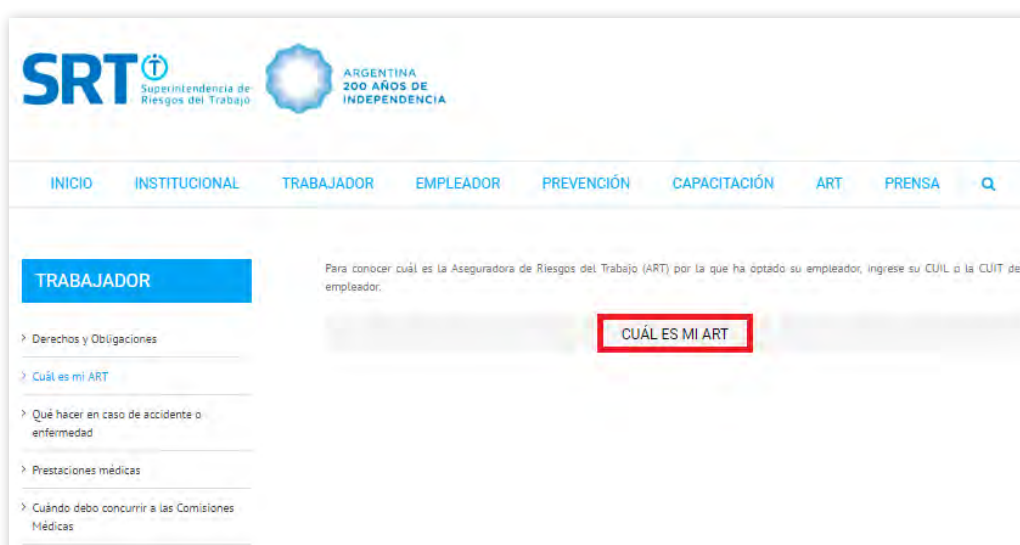 SRT
Superintendencia de
Riesgos del Trabajo
ARGENTINA
200 AÑOS DE
INDEPENDENCIA
INICIO INSTITUCIONAL TRABAJADOR EMPLEADOR PREVENCIÓN CAPACITACIÓN ART PRENSA
TRABAJADOR
> Derechos y Obligaciones
> Cuál es mi ART
> Qué hacer en caso de accidente o
enfermedad
> Prestaciones médicas
> Cuándo debo concurrir a las Comisiones
Médicas
Para conocer cuál es la Aseguradora de Riesgos del Trabajo (ART) por la que ha optado su empleador, ingrese su CUIL o la CUIT de
empleador.
CUÁL ES MI ART